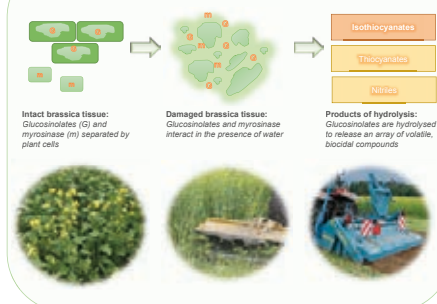 G
G
G
m
m
m
G
m
G
G
m
G
m
Isothiocyanates
Thiocyanates
Nitriles
Intact brassica tissue:
Glucosinolates (G) and
myrosinase (m) separated by
plant cells
Damaged brassica tissue:
Glucosinolates and myrosinase
interact in the presence of water
Products of hydrolysis:
Glucosinolates are hydrolysed
to release an array of volatile,
biocidal compounds